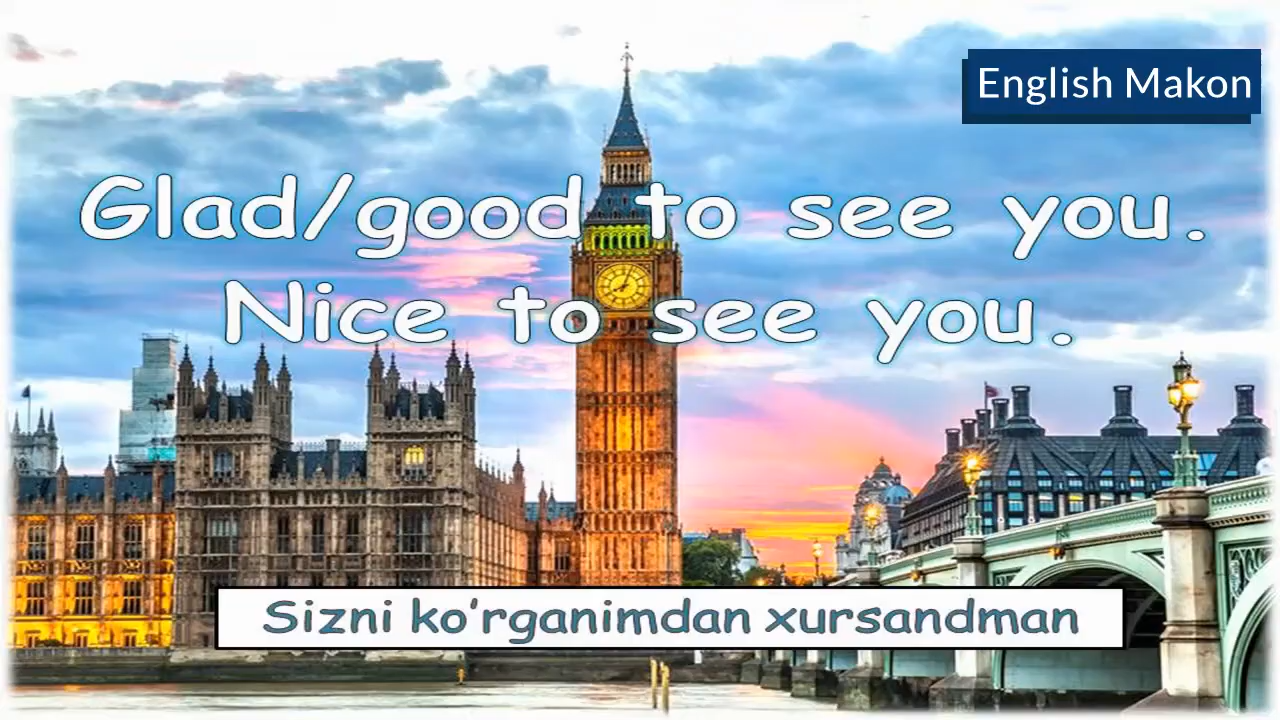 English Makon
Glad/good to see you.
Nice to see you.
Sizni ko'rganimdan xursandman